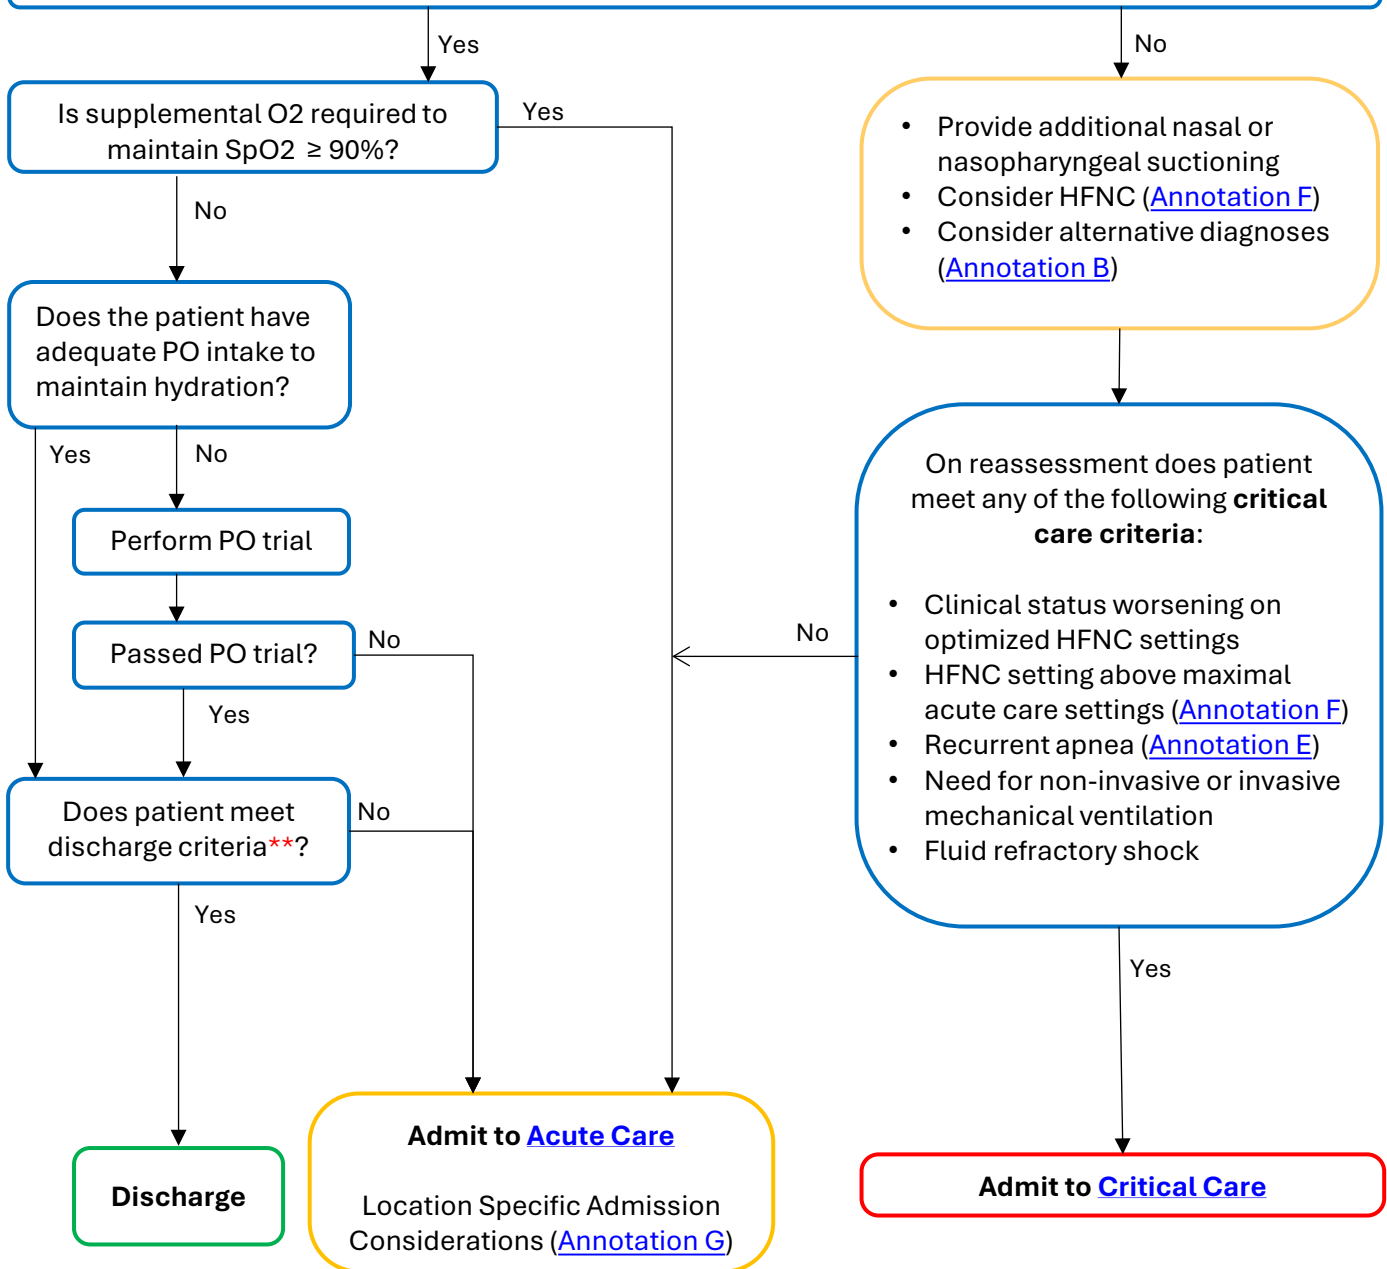 Yes
No
Is supplemental O2 required to
maintain SpO2 ≥ 90%?
Yes
No
• Provide additional nasal or
nasopharyngeal suctioning
• Consider HFNC (Annotation F)
• Consider alternative diagnoses
(Annotation B)
Does the patient have
adequate PO intake to
maintain hydration?
Yes
No
Perform PO trial
Passed PO trial?
No
Yes
Does patient meet
discharge criteria**?
No
Yes
On reassessment does patient
meet any of the following critical
care criteria:
• Clinical status worsening on
optimized HFNC settings
• HFNC setting above maximal
acute care settings (Annotation F)
• Recurrent apnea (Annotation E)
• Need for non-invasive or invasive
mechanical ventilation
• Fluid refractory shock
No
Yes
Discharge
Admit to Acute Care
Location Specific Admission
Considerations (Annotation G)
Admit to Critical Care